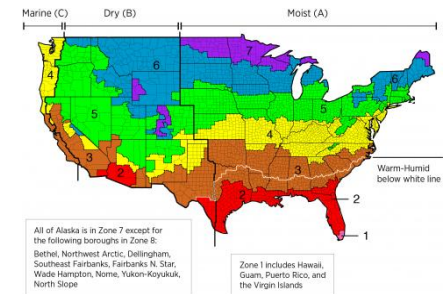 Marine (C) Dry (B) Moist (A)
7
6
6
4
5
5
4
3
3
2
2
Warm-Humid
below white line
2
1
All of Alaska is in Zone 7 except for
the following boroughs in Zone 8:
Bethel, Northwest Arctic, Dellingham,
Southeast Fairbanks, Fairbanks N. Star,
Wade Hampton, Nome, Yukon-Koyukuk,
North Slope
Zone 1 includes Hawaii,
Guam, Puerto Rico, and
the Virgin Islands